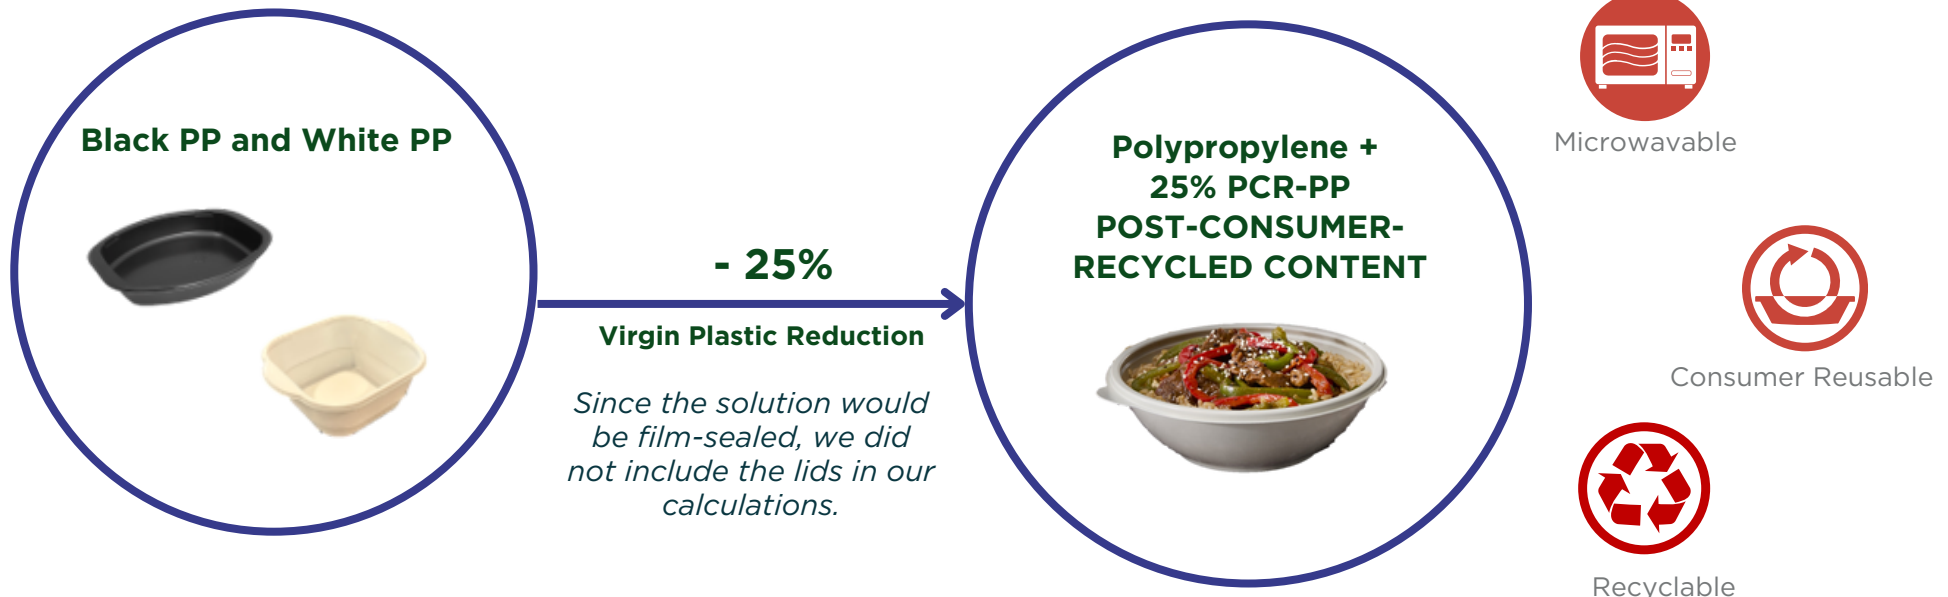 Black PP and White PP
- 25%
Virgin Plastic Reduction
Since the solution would
be film-sealed, we did
not include the lids in our
calculations.
Polypropylene +
25% PCR-PP
POST-CONSUMER-
RECYCLED CONTENT
Microwavable
Consumer Reusable
Recyclable